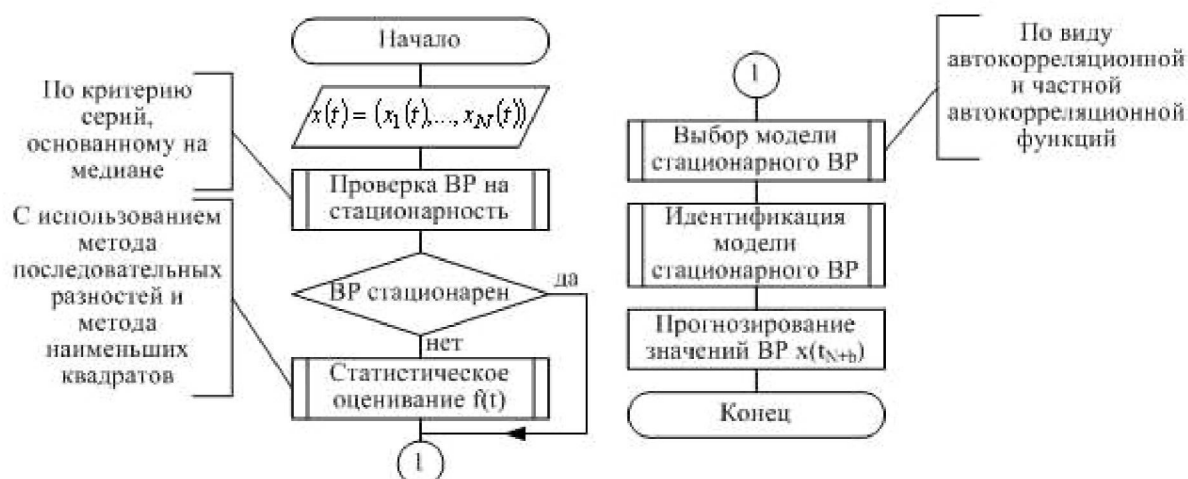 Начало
x(t) = (x₁(t),..., x_N(t))
По критерию
серий,
основанному на
медиане
Проверка ВР на
стационарность
С использованием
метода
последовательных
разностей и
метода
наименьших
квадратов
ВР стационарен
да
нет
Статистическое
оценивание f(t)
1
1
По виду
автокорреляционной
и частной
автокорреляционной
функций
Выбор модели
стационарного ВР
Идентификация
модели
стационарного ВР
Прогнозирование
значений ВР x(t_N+h)
Конец